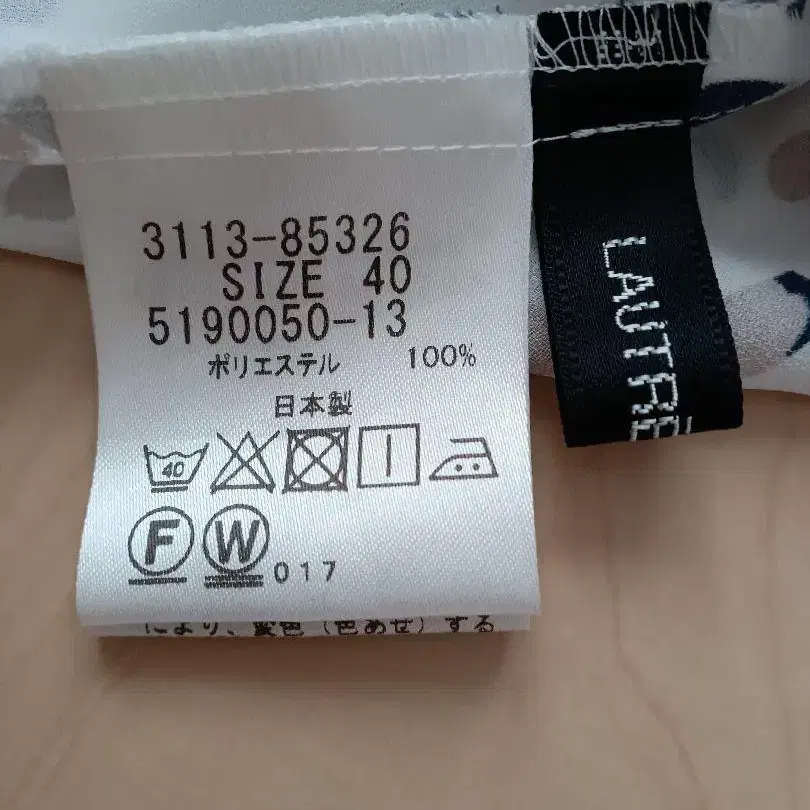 3113-85326
SIZE 40
5190050-13
ポリエステル 100%
日本製
40
F W 017
により、変色（色あせ）する
LAUTRE